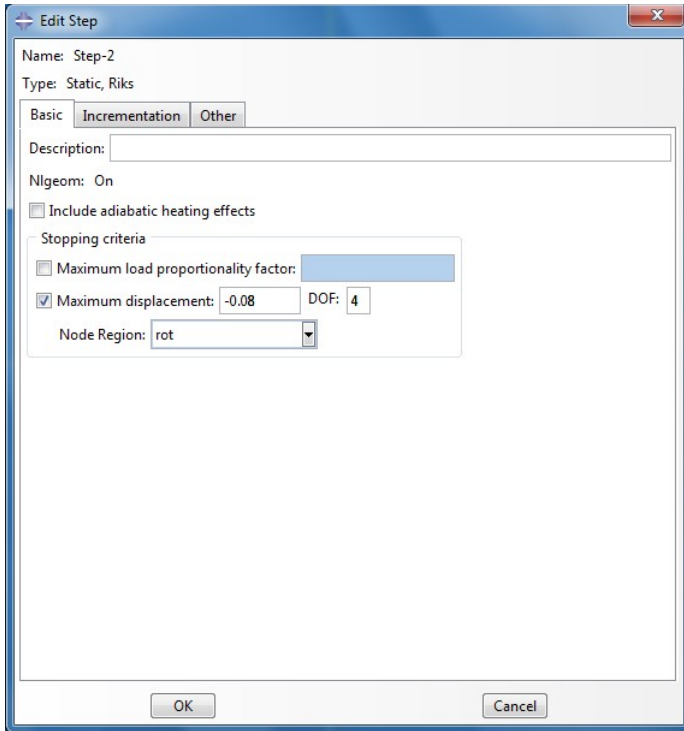 Edit Step
Name: Step-2
Type: Static, Riks
Basic Incrementation Other
Description:
Nlgeom: On
Include adiabatic heating effects
Stopping criteria
Maximum load proportionality factor:
Maximum displacement: -0.08 DOF: 4
Node Region: rot
OK Cancel